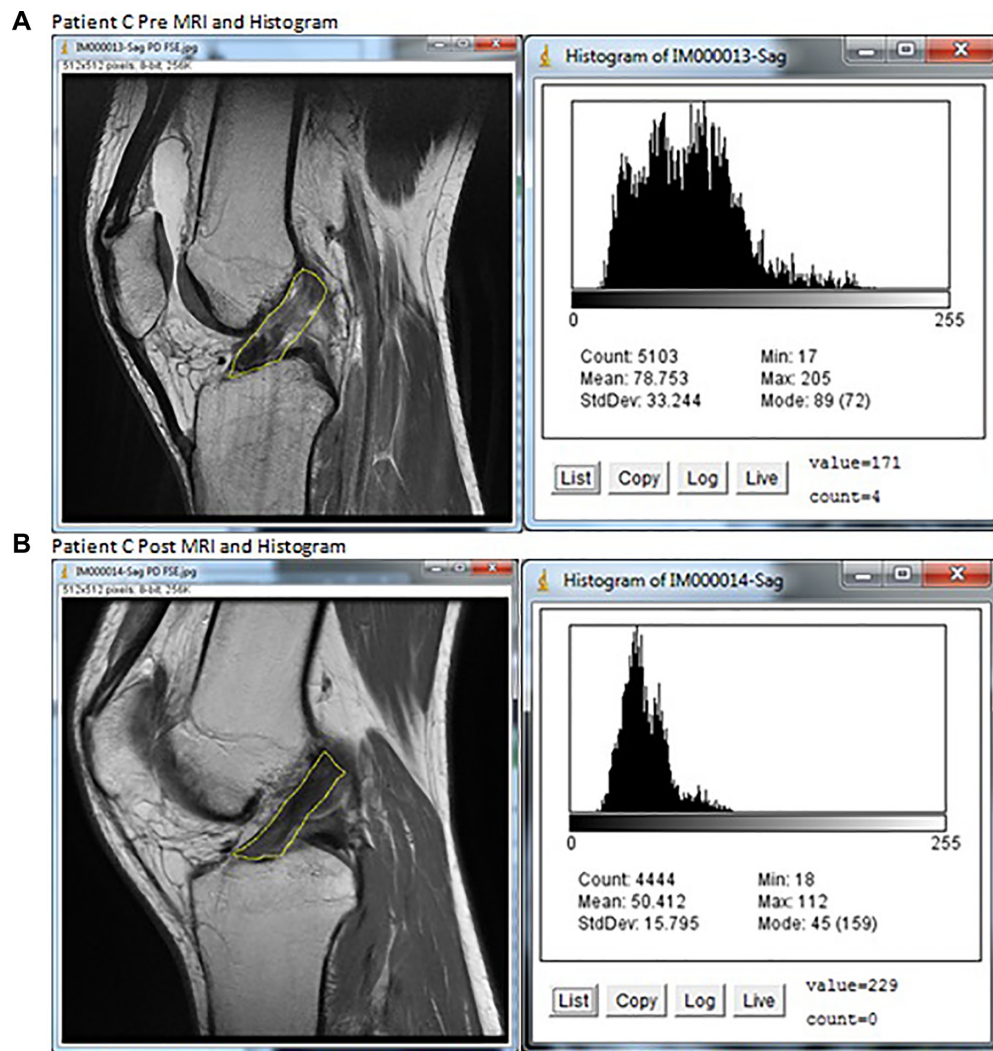 A Patient C Pre MRI and Histogram
IM000013-Sag PD FSE.jpg
512x512 pixels; 8-bit; 256K
Histogram of IM000013-Sag
0 255
Count: 5103 Min: 17
Mean: 78.753 Max: 205
StdDev: 33.244 Mode: 89 (72)
List Copy Log Live
value=171
count=4
B Patient C Post MRI and Histogram
IM000014-Sag PD FSE.jpg
512x512 pixels; 8-bit; 256K
Histogram of IM000014-Sag
0 255
Count: 4444 Min: 18
Mean: 50.412 Max: 112
StdDev: 15.795 Mode: 45 (159)
List Copy Log Live
value=229
count=0